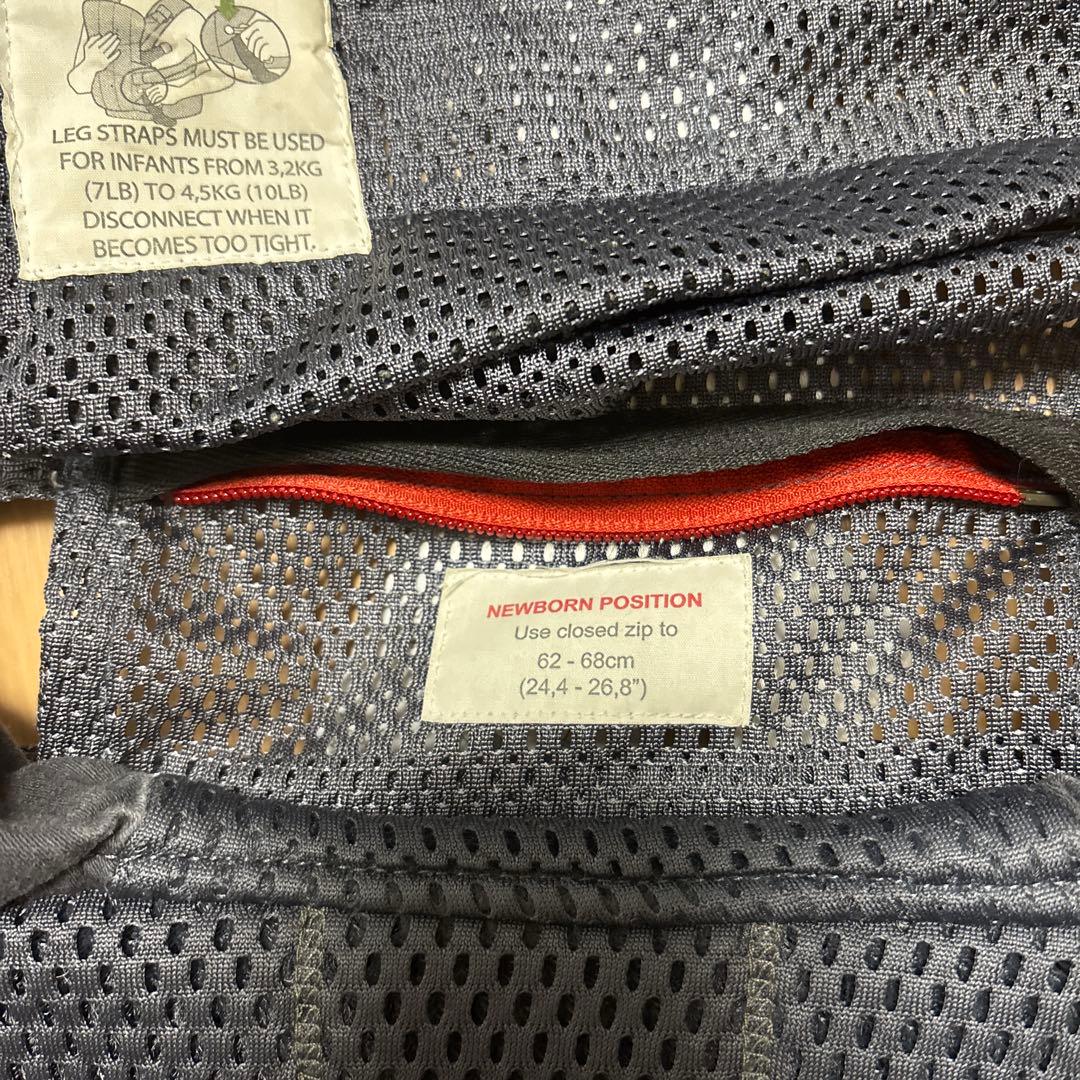 LEG STRAPS MUST BE USED
FOR INFANTS FROM 3,2KG
(7LB) TO 4,5KG (10LB)
DISCONNECT WHEN IT
BECOMES TOO TIGHT.
NEWBORN POSITION
Use closed zip to
62 - 68cm
(24,4 - 26,8")